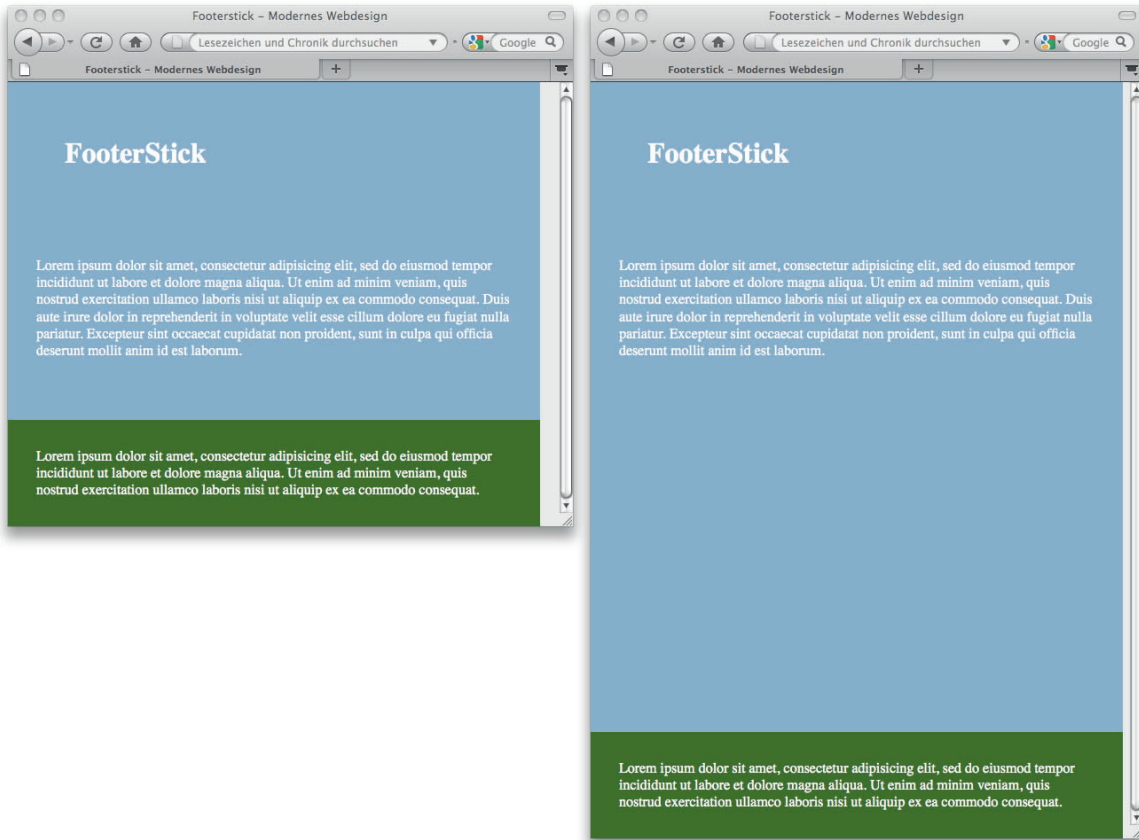 Footerstick – Modernes Webdesign
Lesezeichen und Chronik durchsuchen
Google
Footerstick – Modernes Webdesign
FooterStick
Lorem ipsum dolor sit amet, consectetur adipisicing elit, sed do eiusmod tempor
incididunt ut labore et dolore magna aliqua. Ut enim ad minim veniam, quis
nostrud exercitation ullamco laboris nisi ut aliquip ex ea commodo consequat. Duis
aute irure dolor in reprehenderit in voluptate velit esse cillum dolore eu fugiat nulla
pariatur. Excepteur sint occaecat cupidatat non proident, sunt in culpa qui officia
deserunt mollit anim id est laborum.
Lorem ipsum dolor sit amet, consectetur adipisicing elit, sed do eiusmod tempor
incididunt ut labore et dolore magna aliqua. Ut enim ad minim veniam, quis
nostrud exercitation ullamco laboris nisi ut aliquip ex ea commodo consequat.
Footerstick – Modernes Webdesign
Lesezeichen und Chronik durchsuchen
Google
Footerstick – Modernes Webdesign
FooterStick
Lorem ipsum dolor sit amet, consectetur adipisicing elit, sed do eiusmod tempor
incididunt ut labore et dolore magna aliqua. Ut enim ad minim veniam, quis
nostrud exercitation ullamco laboris nisi ut aliquip ex ea commodo consequat. Duis
aute irure dolor in reprehenderit in voluptate velit esse cillum dolore eu fugiat nulla
pariatur. Excepteur sint occaecat cupidatat non proident, sunt in culpa qui officia
deserunt mollit anim id est laborum.
Lorem ipsum dolor sit amet, consectetur adipisicing elit, sed do eiusmod tempor
incididunt ut labore et dolore magna aliqua. Ut enim ad minim veniam, quis
nostrud exercitation ullamco laboris nisi ut aliquip ex ea commodo consequat.